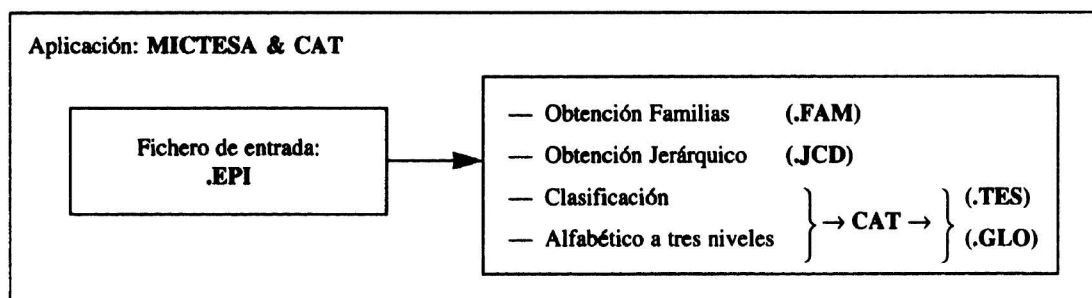 Aplicación: MICTESA & CAT
Fichero de entrada:
.EPI
— Obtención Familias (.FAM)
— Obtención Jerárquico (.JCD)
— Clasificación
— Alfabético a tres niveles
→ CAT →
(.TES)
(.GLO)